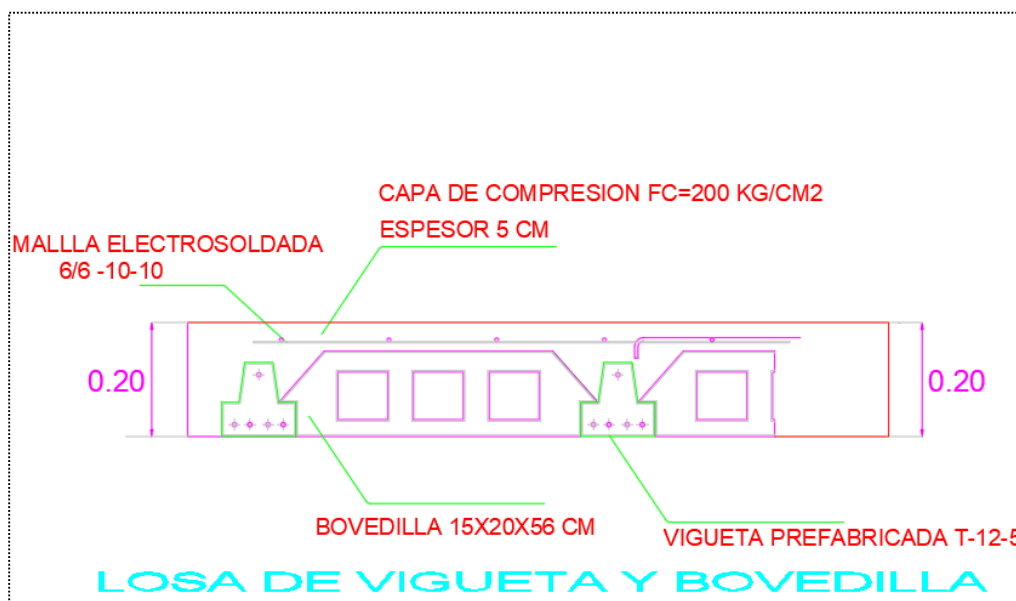 CAPA DE COMPRESION FC=200 KG/CM2
ESPESOR 5 CM
MALLLA ELECTROSOLDADA
6/6 -10-10
0.20
0.20
BOVEDILLA 15X20X56 CM
VIGUETA PREFABRICADA T-12-5
LOSA DE VIGUETA Y BOVEDILLA